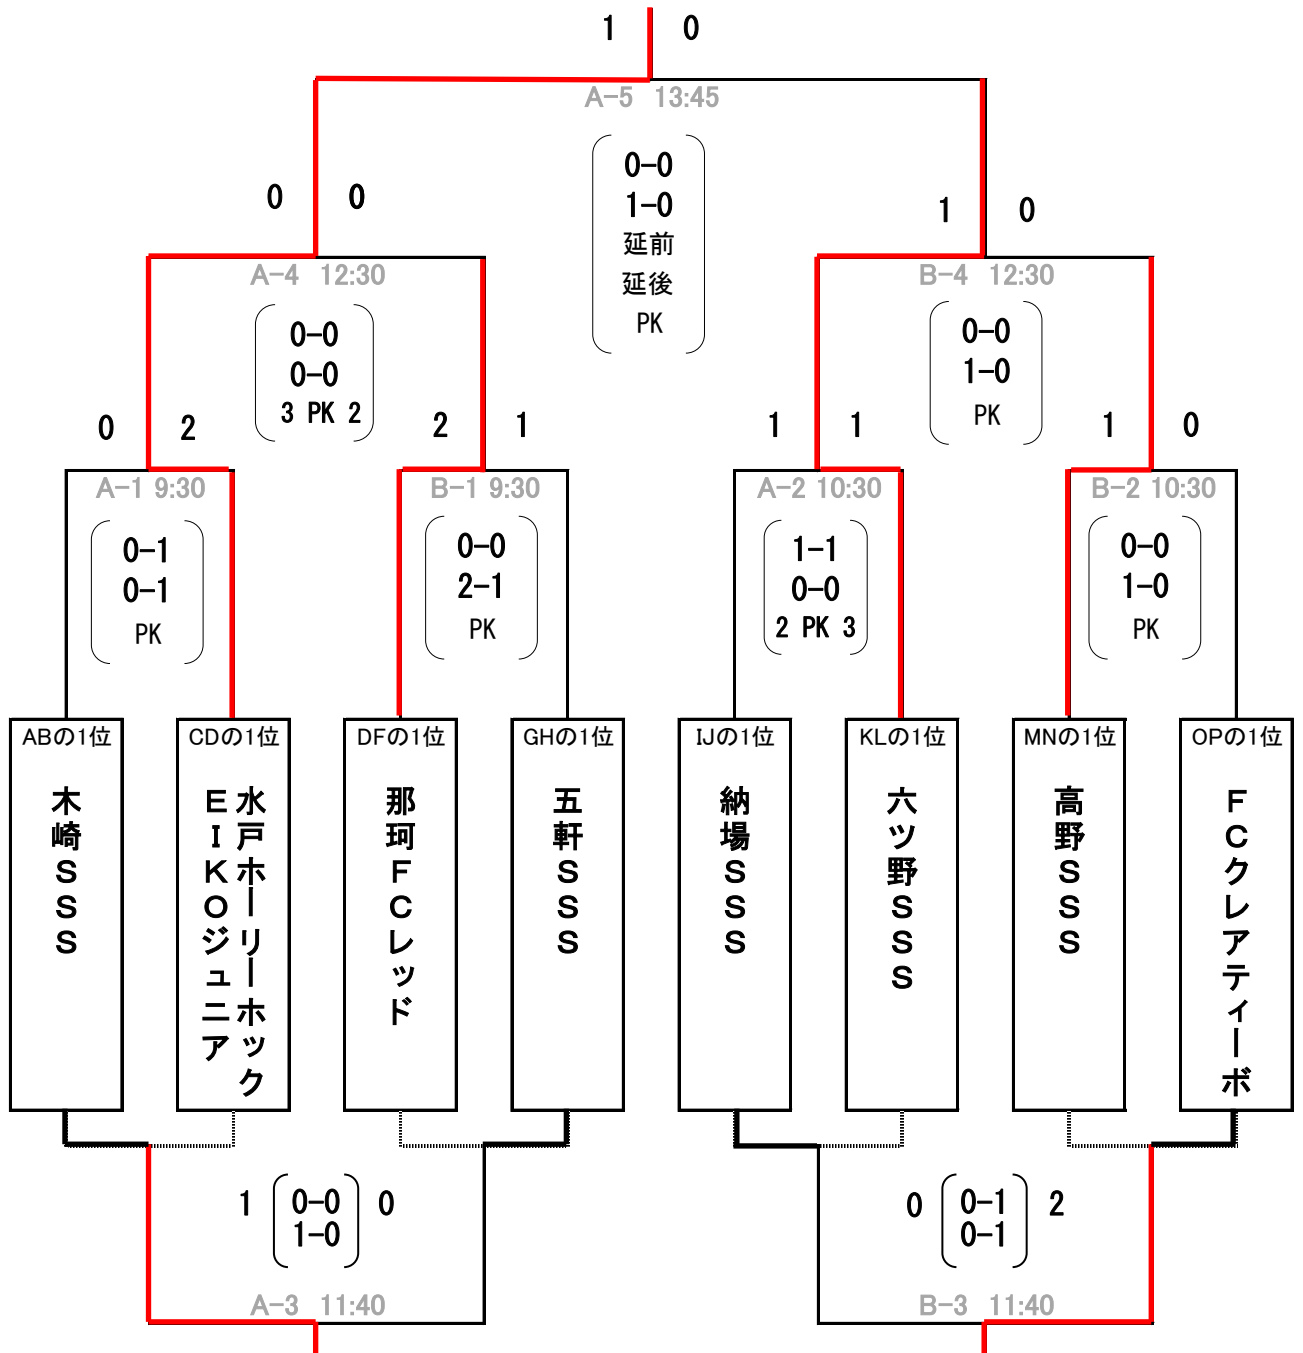 1 0
A-5 13:45
0-0
1-0
延前
延後
PK
0 0
A-4 12:30
0-0
0-0
3 PK 2
1 0
B-4 12:30
0-0
1-0
PK
0 2
A-1 9:30
0-1
0-1
PK
2 1
B-1 9:30
0-0
2-1
PK
1 1
A-2 10:30
1-1
0-0
2 PK 3
1 0
B-2 10:30
0-0
1-0
PK
ABの1位
木崎SSS
CDの1位
水戸ホーリーホック
EIKOジュニア
DFの1位
那珂FCレッド
GHの1位
五軒SSS
IJの1位
納場SSS
KLの1位
六ツ野SSS
MNの1位
高野SSS
OPの1位
FCクレアティーボ
1 0-0 0
1-0
A-3 11:40
0 0-1 2
0-1
B-3 11:40